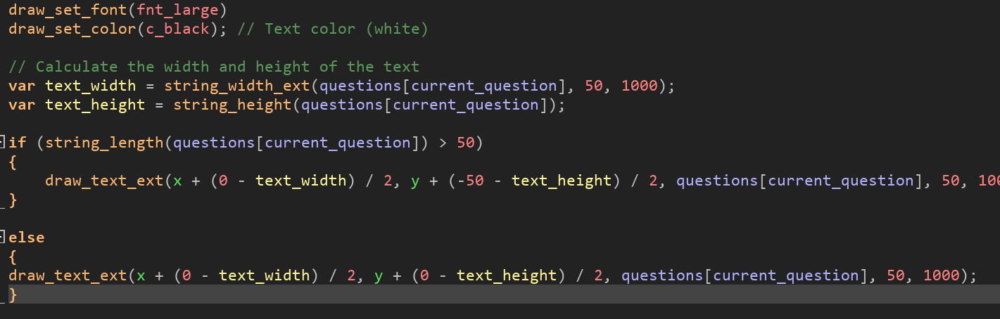 draw_set_font(fnt_large)
draw_set_color(c_black); // Text color (white)
// Calculate the width and height of the text
var text_width = string_width_ext(questions[current_question], 50, 1000);
var text_height = string_height(questions[current_question]);
if (string_length(questions[current_question]) > 50)
{
draw_text_ext(x + (0 - text_width) / 2, y + (-50 - text_height) / 2, questions[current_question], 50, 100
}
else
{
draw_text_ext(x + (0 - text_width) / 2, y + (0 - text_height) / 2, questions[current_question], 50, 1000);
}